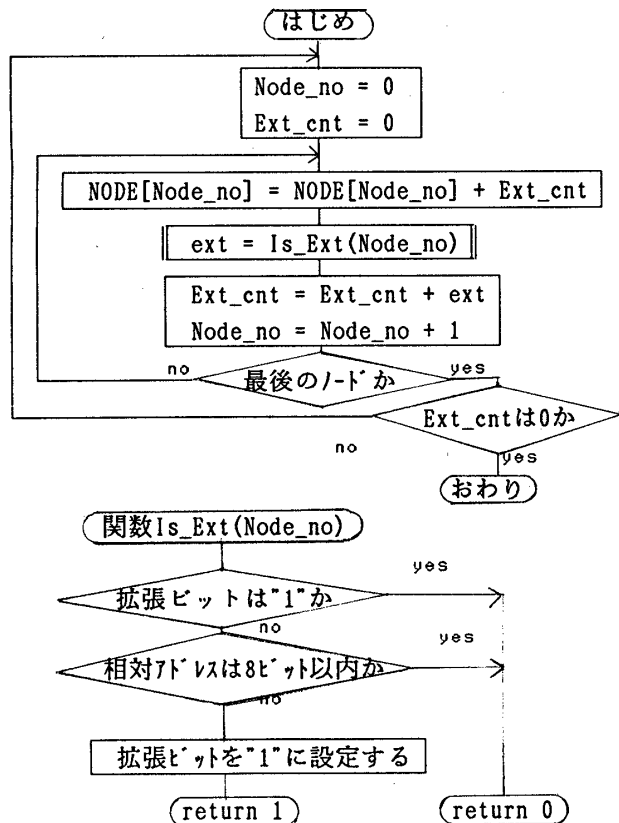 はじめ
Node_no = 0
Ext_cnt = 0
NODE[Node_no] = NODE[Node_no] + Ext_cnt
ext = Is_Ext(Node_no)
Ext_cnt = Ext_cnt + ext
Node_no = Node_no + 1
no
最後のﾉｰﾄﾞか
yes
Ext_cntは0か
no
yes
おわり
関数Is_Ext(Node_no)
yes
拡張ビットは"1"か
no
yes
相対ｱﾄﾞﾚｽは8ﾋﾞｯﾄ以内か
no
拡張ﾋﾞｯﾄを"1"に設定する
return 1
return 0